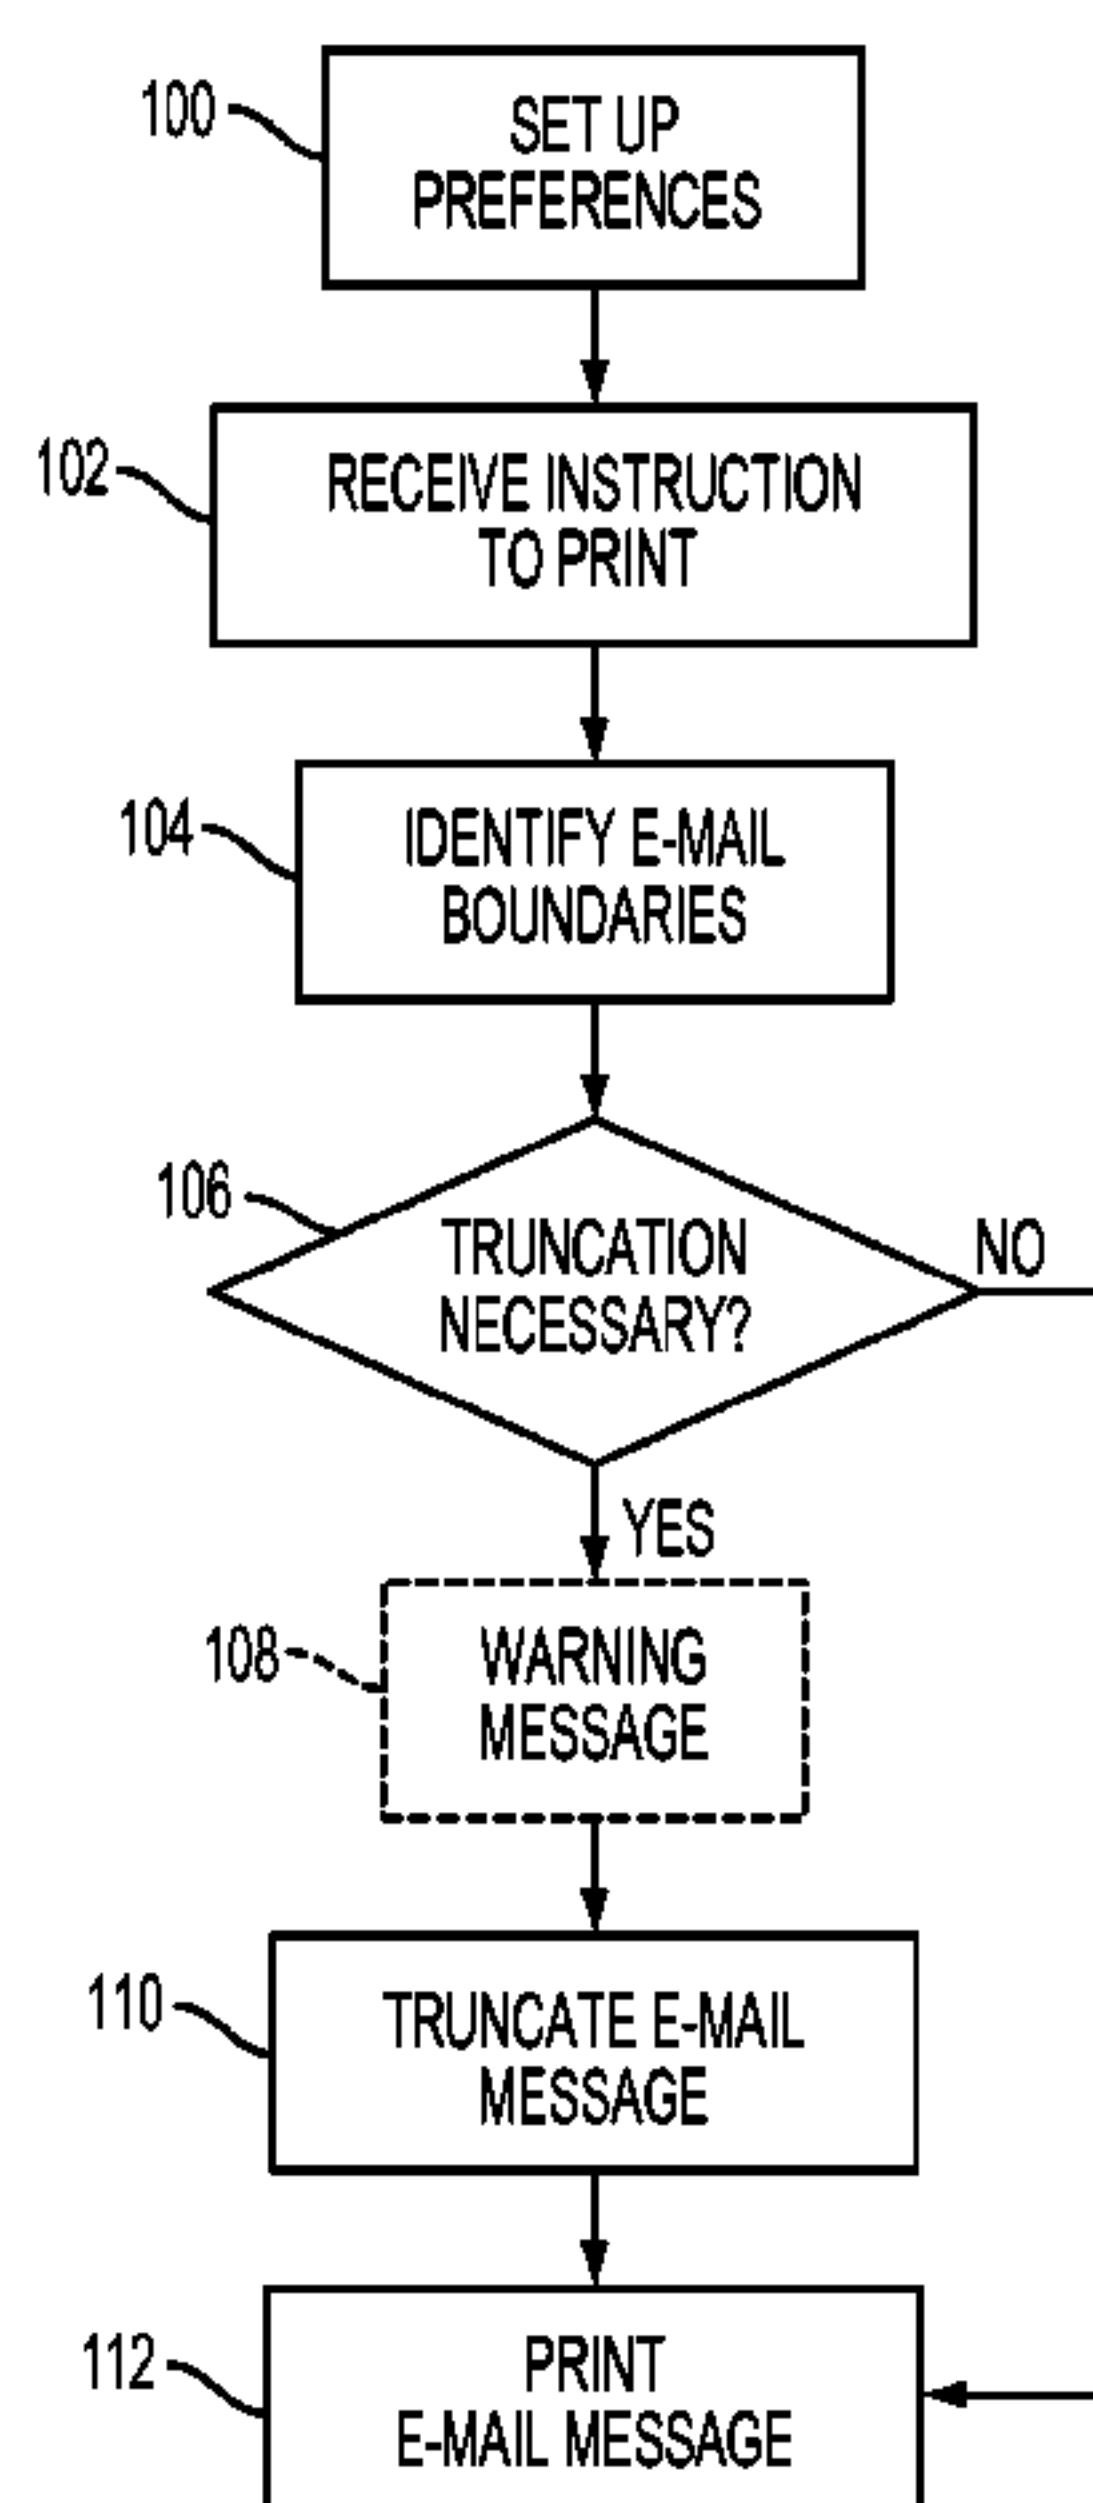 100
SET UP
PREFERENCES
102
RECEIVE INSTRUCTION
TO PRINT
104
IDENTIFY E-MAIL
BOUNDARIES
106
TRUNCATION
NECESSARY?
NO
YES
108
WARNING
MESSAGE
110
TRUNCATE E-MAIL
MESSAGE
112
PRINT
E-MAIL MESSAGE